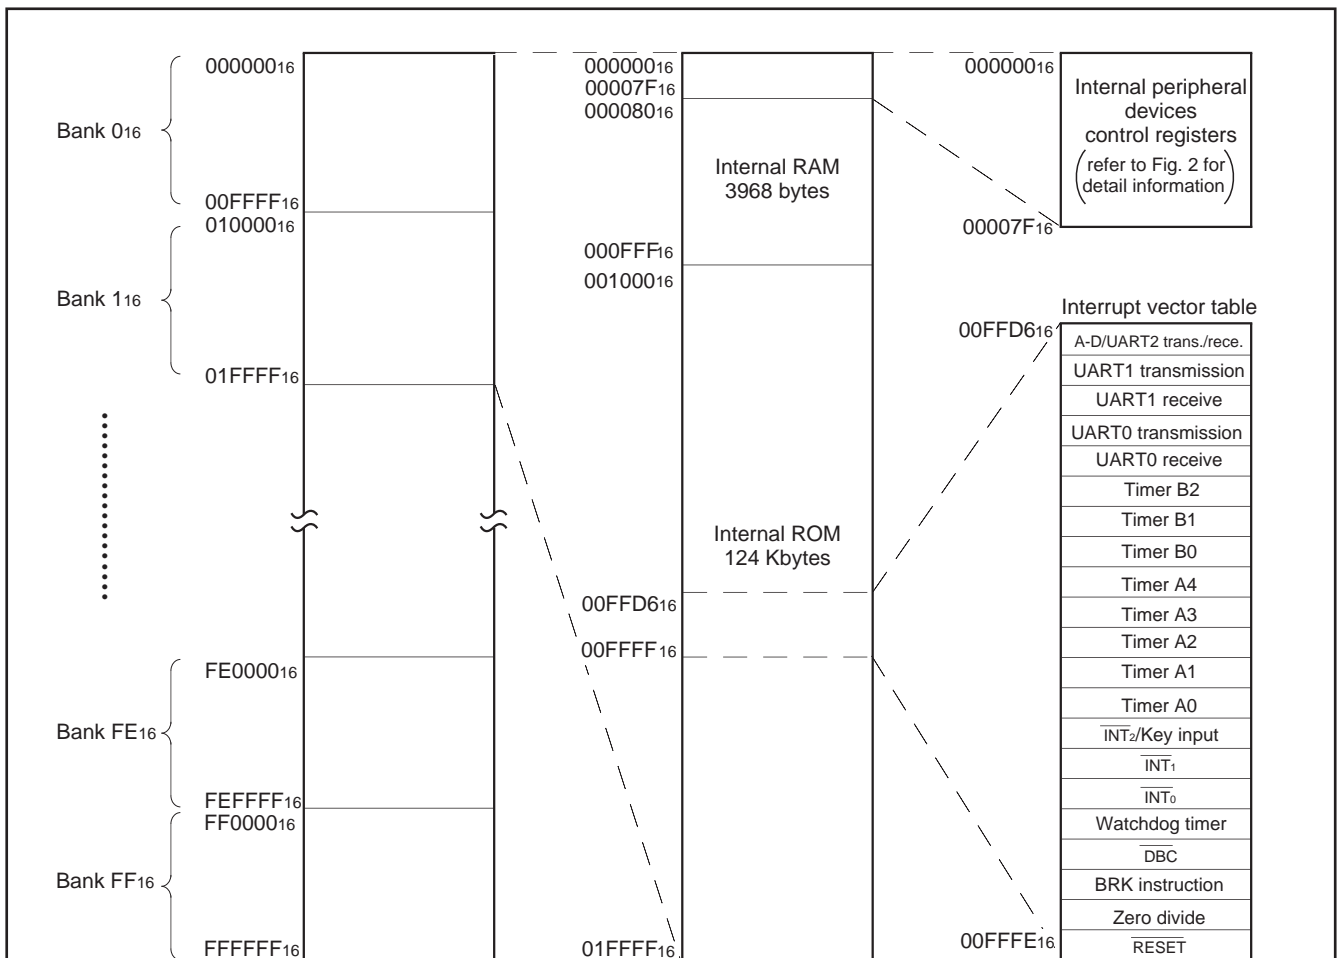 000000₁₆
Bank 0₁₆
00FFFF₁₆
010000₁₆
Bank 1₁₆
01FFFF₁₆
FE0000₁₆
Bank FE₁₆
FEFFFF₁₆
FF0000₁₆
Bank FF₁₆
FFFFFF₁₆
000000₁₆
00007F₁₆
000080₁₆
Internal RAM
3968 bytes
000FFF₁₆
001000₁₆
Internal ROM
124 Kbytes
00FFD6₁₆
00FFFF₁₆
01FFFF₁₆
000000₁₆
Internal peripheral
devices
control registers
(refer to Fig. 2 for
detail information)
00007F₁₆
Interrupt vector table
00FFD6₁₆
A-D/UART2 trans./rece.
UART1 transmission
UART1 receive
UART0 transmission
UART0 receive
Timer B2
Timer B1
Timer B0
Timer A4
Timer A3
Timer A2
Timer A1
Timer A0
INT₂/Key input
INT₁
INT₀
Watchdog timer
DBC
BRK instruction
Zero divide
00FFFE₁₆
RESET